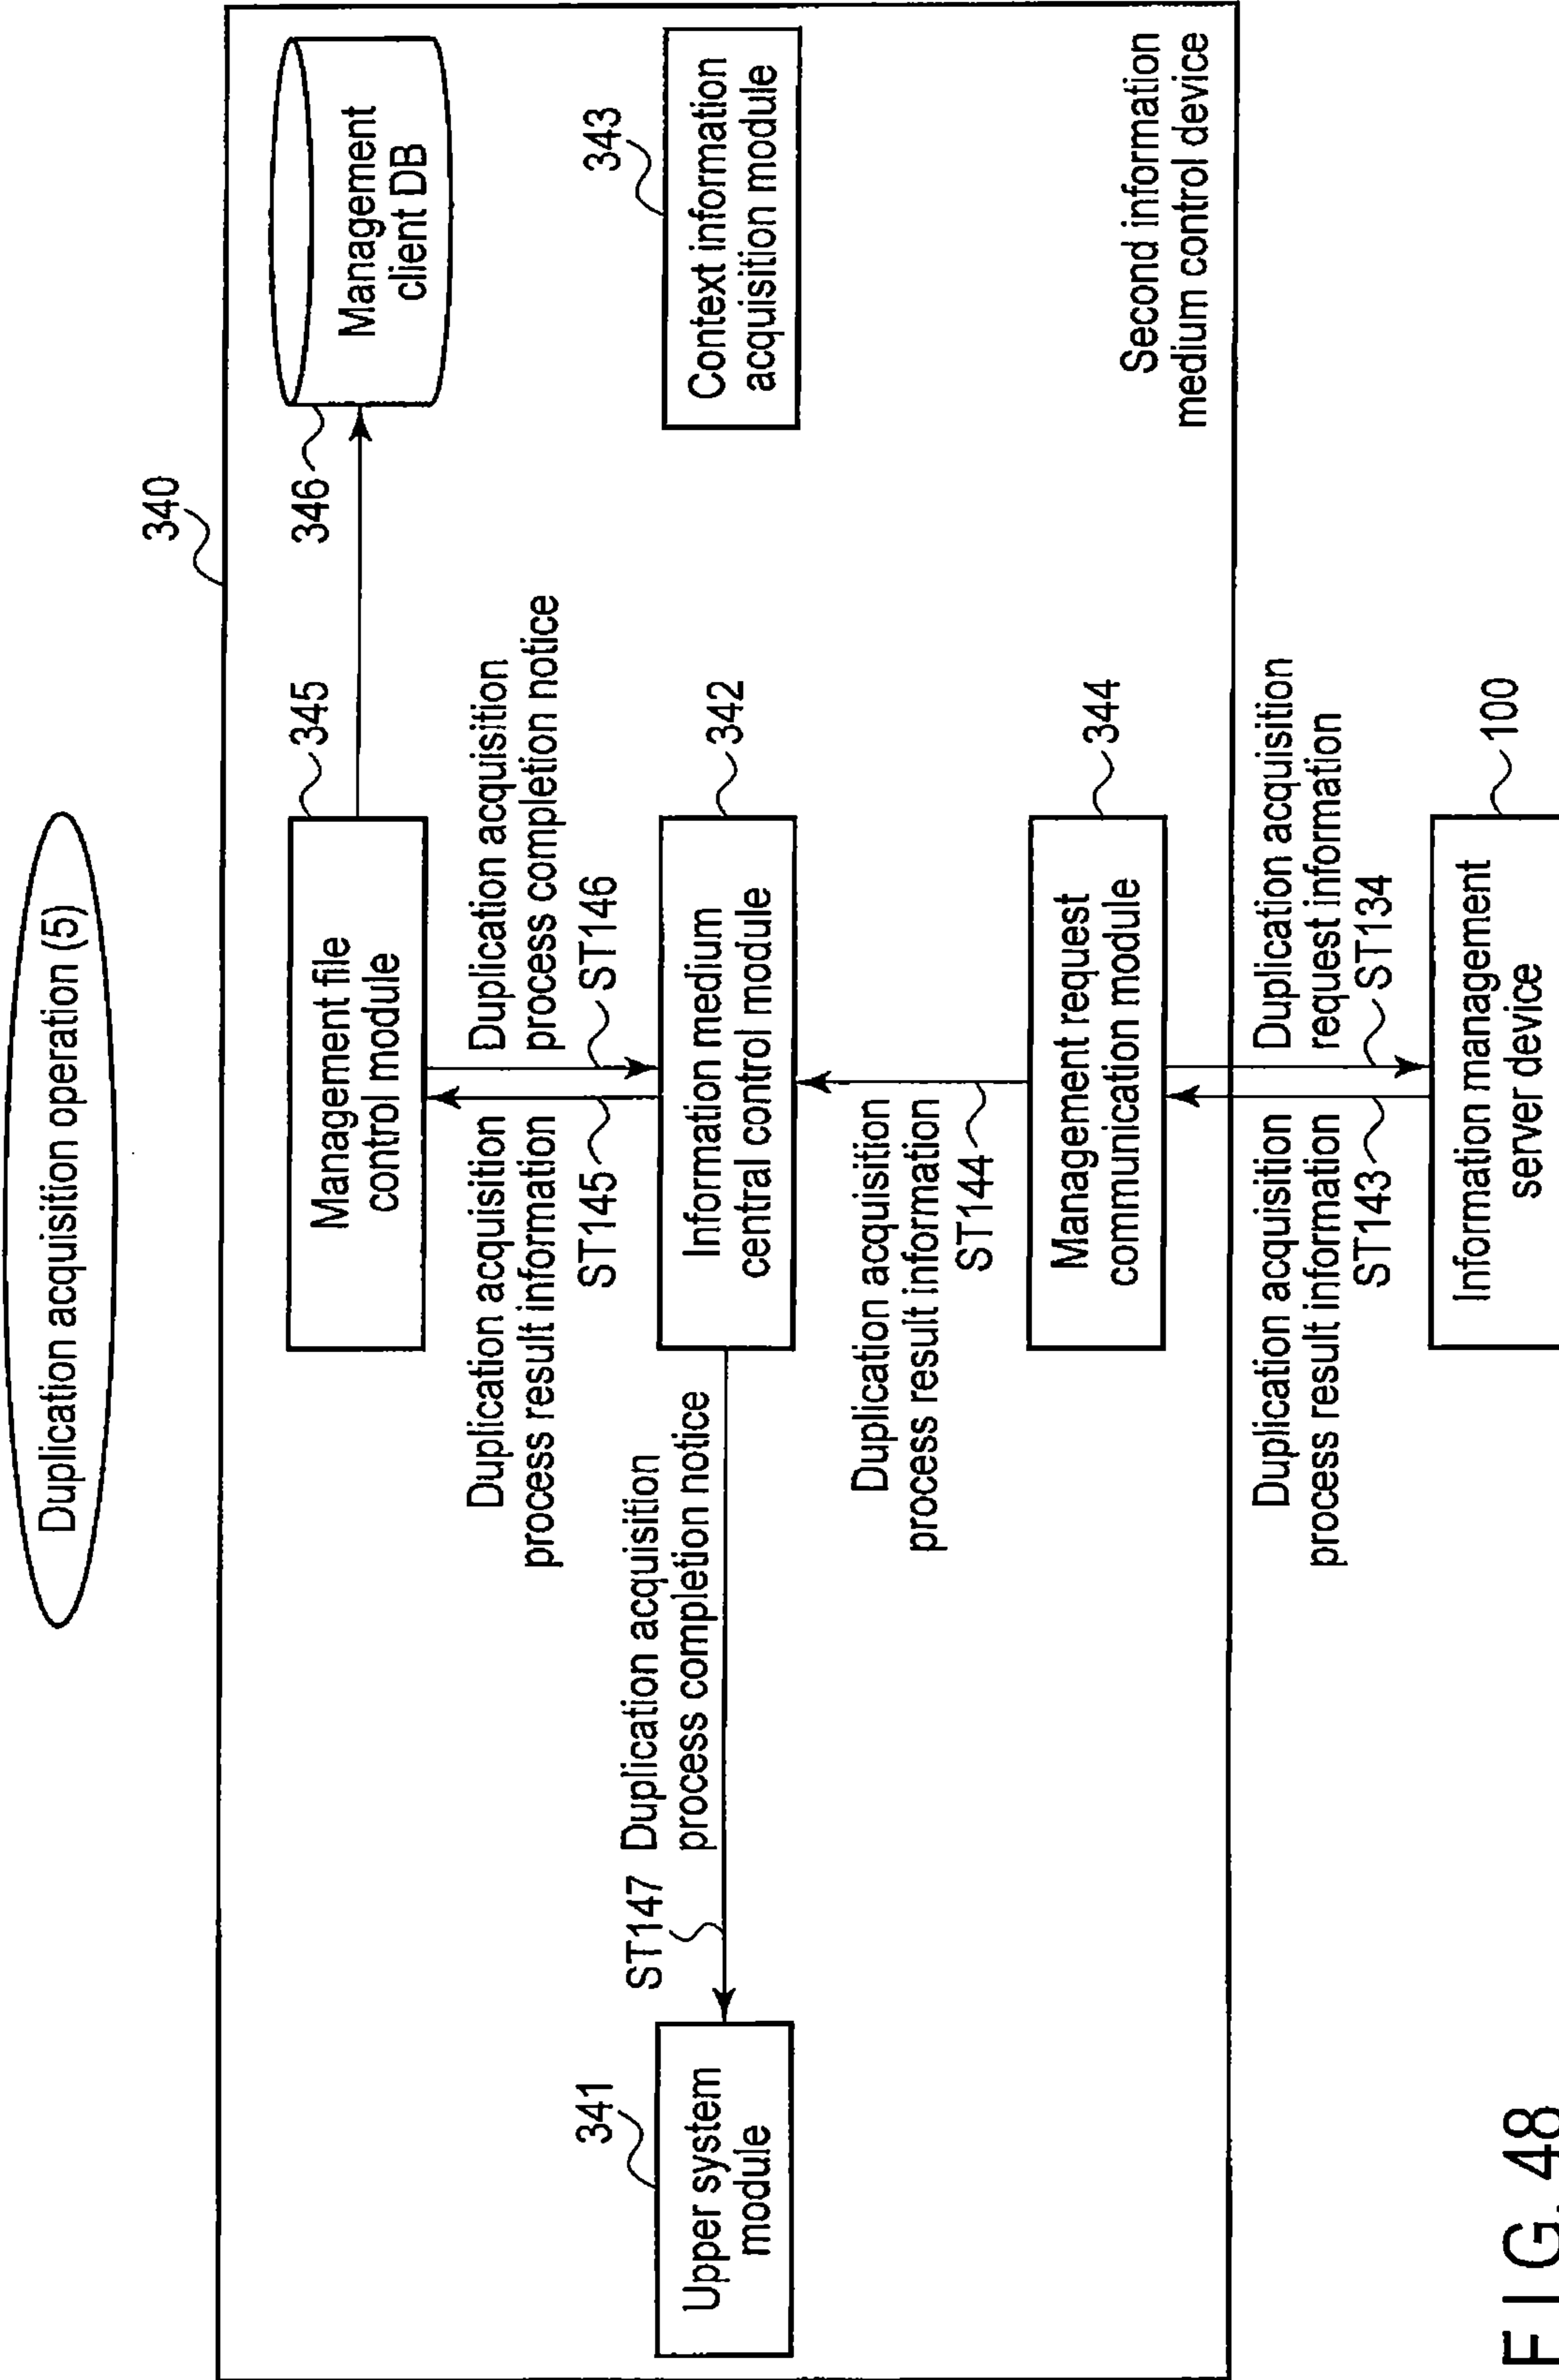 Duplication acquisition operation (5)
340
345
Management file
control module
346
Management
client DB
Duplication acquisition
process result information
ST145
Duplication acquisition
process completion notice
ST146
341
Upper system
module
ST147
Duplication acquisition
process completion notice
342
Information medium
central control module
343
Context information
acquisition module
Duplication acquisition
process result information
ST144
344
Management request
communication module
Second information
medium control device
Duplication acquisition
process result information
ST143
Duplication acquisition
request information
ST134
100
Information management
server device
FIG. 48